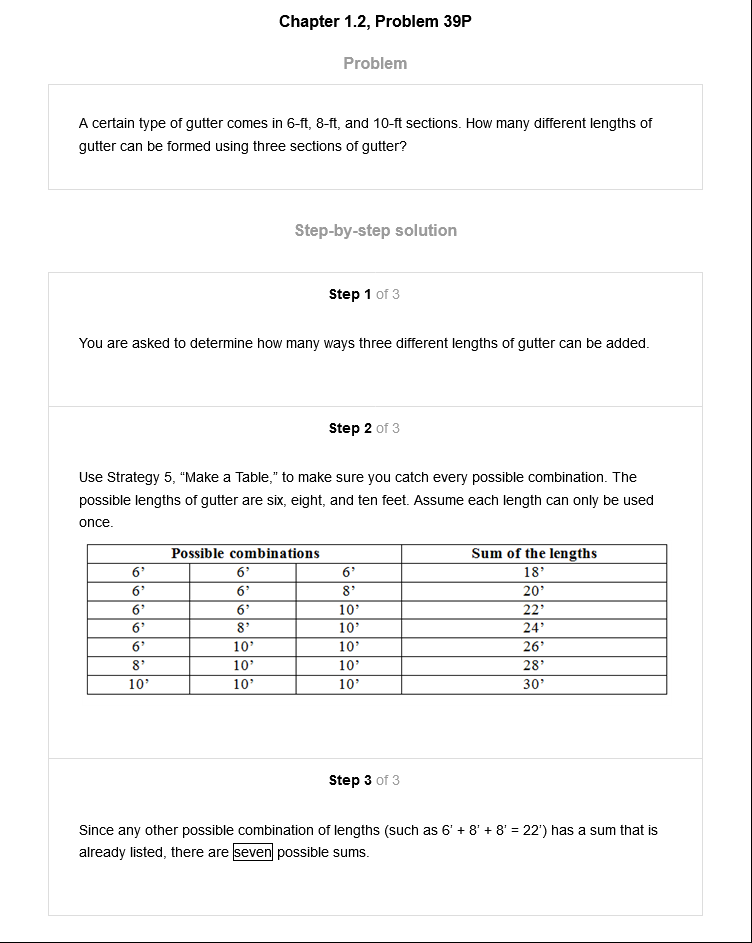 Chapter 1.2, Problem 39P
Problem
A certain type of gutter comes in 6-ft, 8-ft, and 10-ft sections. How many different lengths of
gutter can be formed using three sections of gutter?
Step-by-step solution
Step 1 of 3
You are asked to determine how many ways three different lengths of gutter can be added.
Step 2 of 3
Use Strategy 5, “Make a Table,” to make sure you catch every possible combination. The
possible lengths of gutter are six, eight, and ten feet. Assume each length can only be used
once.
Possible combinations Sum of the lengths
6’ 6’ 6’ 18’
6’ 6’ 8’ 20’
6’ 6’ 10’ 22’
6’ 8’ 10’ 24’
6’ 10’ 10’ 26’
8’ 10’ 10’ 28’
10’ 10’ 10’ 30’
Step 3 of 3
Since any other possible combination of lengths (such as 6’ + 8’ + 8’ = 22’) has a sum that is
already listed, there are seven possible sums.